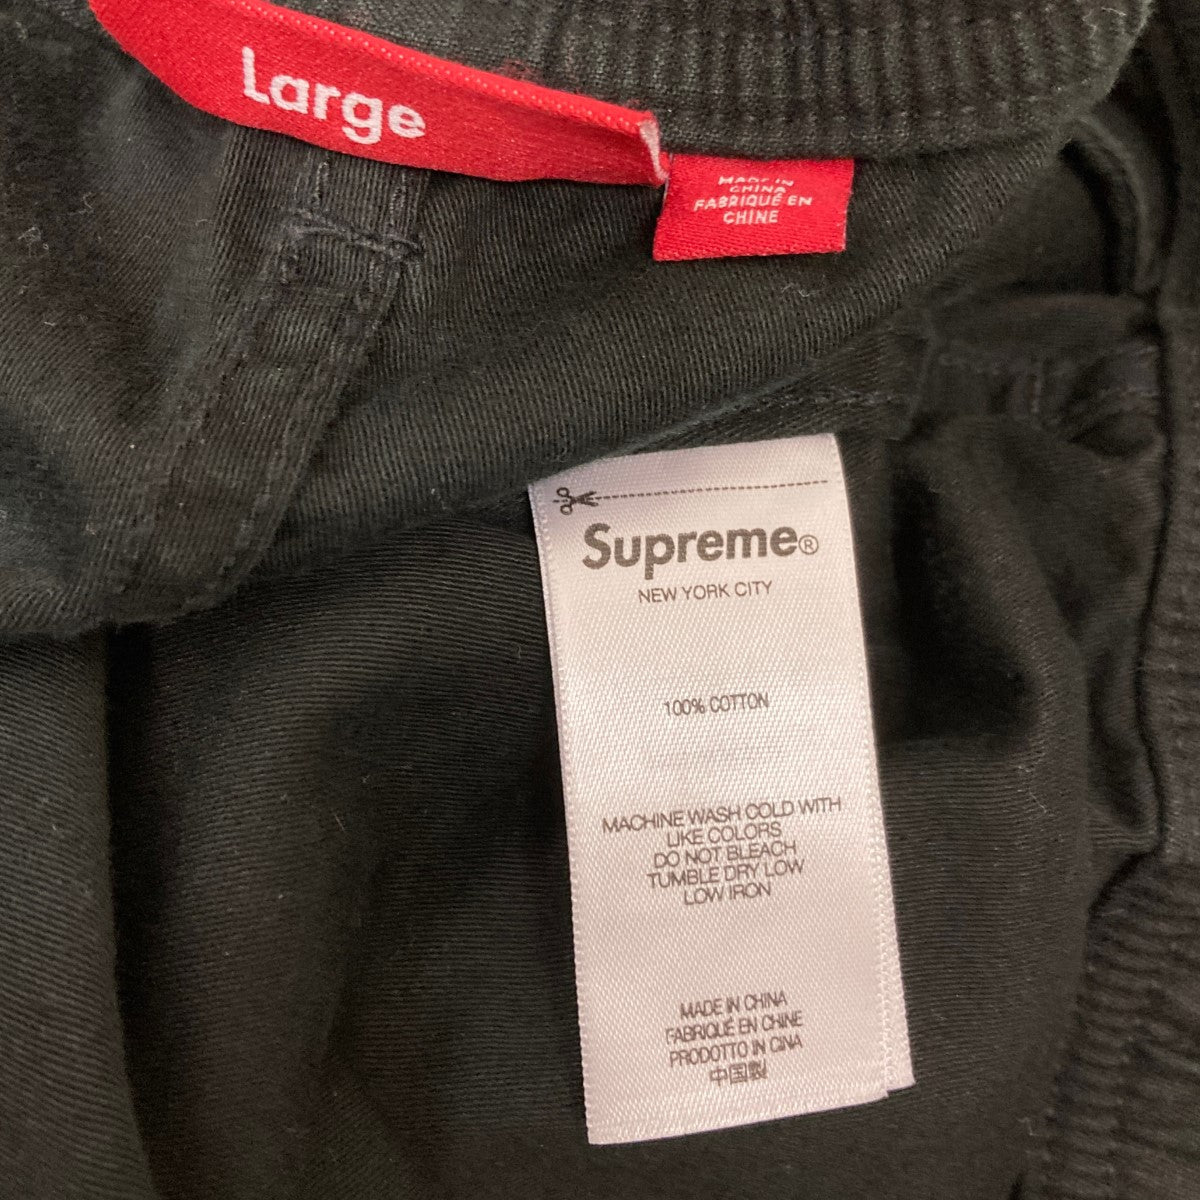 Large
MADE IN
CHINA
FABRIQUÉ EN
CHINE
Supreme®
NEW YORK CITY
100% COTTON
MACHINE WASH COLD WITH
LIKE COLORS
DO NOT BLEACH
TUMBLE DRY LOW
LOW IRON
MADE IN CHINA
FABRIQUÉ EN CHINE
PRODOTTO IN CINA
中国製